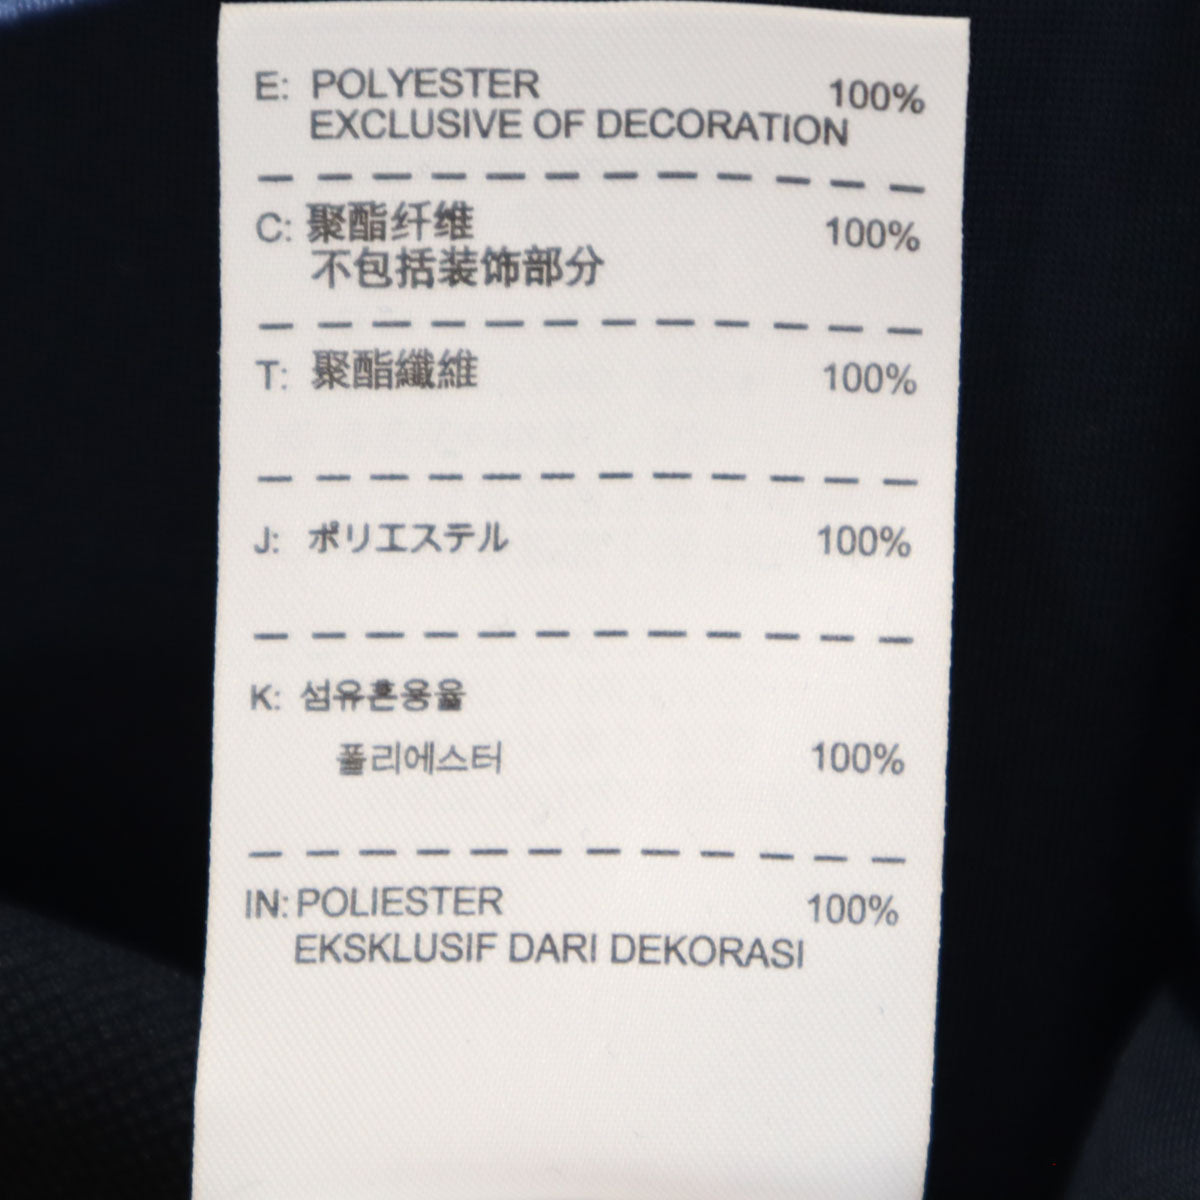 E: POLYESTER 100%
EXCLUSIVE OF DECORATION
C: 聚酯纤维 100%
不包括装饰部分
T: 聚酯纖維 100%
J: ポリエステル 100%
K: 섬유혼용율
폴리에스터 100%
IN: POLIESTER 100%
EKSKLUSIF DARI DEKORASI